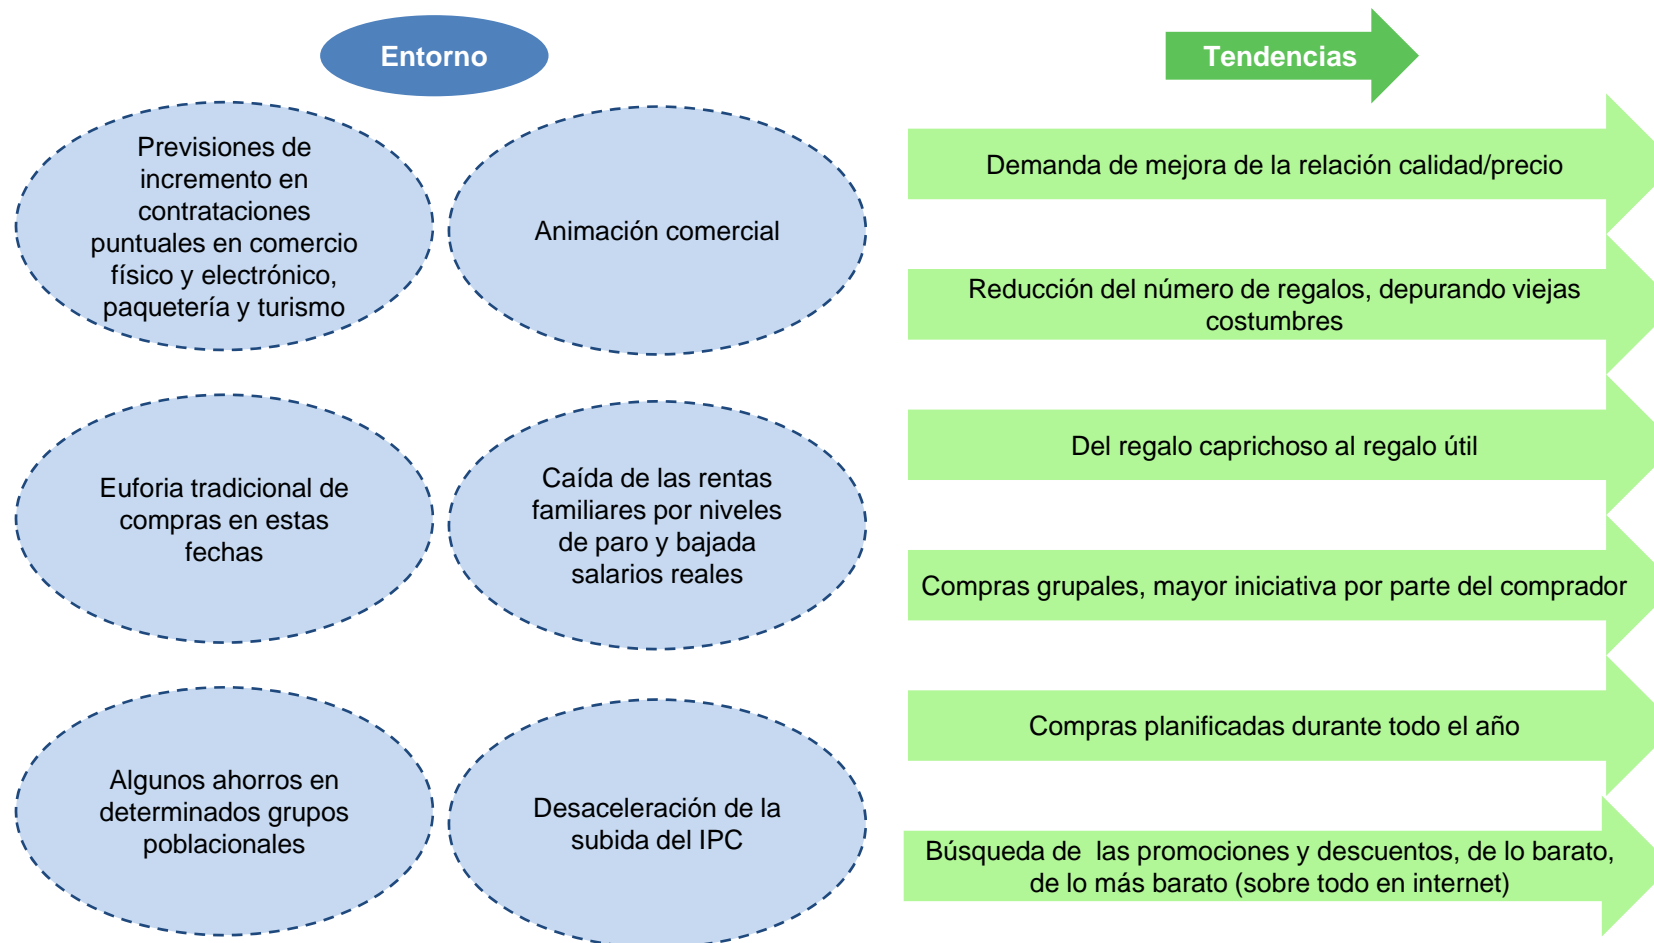 Entorno
Tendencias
Previsiones de
incremento en
contrataciones
puntuales en comercio
físico y electrónico,
paquetería y turismo
Animación comercial
Euforia tradicional de
compras en estas
fechas
Caída de las rentas
familiares por niveles
de paro y bajada
salarios reales
Algunos ahorros en
determinados grupos
poblacionales
Desaceleración de la
subida del IPC
Demanda de mejora de la relación calidad/precio
Reducción del número de regalos, depurando viejas
costumbres
Del regalo caprichoso al regalo útil
Compras grupales, mayor iniciativa por parte del comprador
Compras planificadas durante todo el año
Búsqueda de  las promociones y descuentos, de lo barato,
de lo más barato (sobre todo en internet)